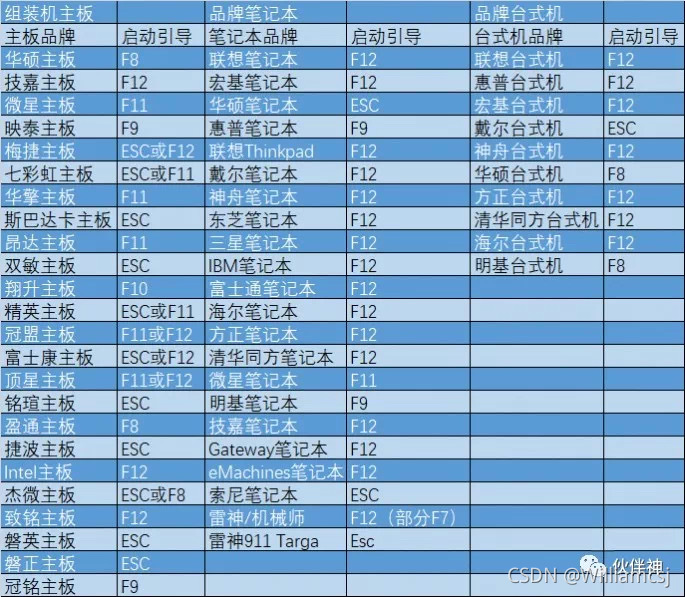 组装机主板 品牌笔记本 品牌台式机
主板品牌 启动引导 笔记本品牌 启动引导 台式机品牌 启动引导
华硕主板 F8 联想笔记本 F12 联想台式机 F12
技嘉主板 F12 宏基笔记本 F12 惠普台式机 F12
微星主板 F11 华硕笔记本 ESC 宏基台式机 F12
映泰主板 F9 惠普笔记本 F9 戴尔台式机 ESC
梅捷主板 ESC或F12 联想Thinkpad F12 神舟台式机 F12
七彩虹主板 ESC或F11 戴尔笔记本 F12 华硕台式机 F8
华擎主板 F11 神舟笔记本 F12 方正台式机 F12
斯巴达卡主板 ESC 东芝笔记本 F12 清华同方台式机 F12
昂达主板 F11 三星笔记本 F12 海尔台式机 F12
双敏主板 ESC IBM笔记本 F12 明基台式机 F8
翔升主板 F10 富士通笔记本 F12
精英主板 ESC或F11 海尔笔记本 F12
冠盟主板 F11或F12 方正笔记本 F12
富士康主板 ESC或F12 清华同方笔记本 F12
顶星主板 F11或F12 微星笔记本 F11
铭瑄主板 ESC 明基笔记本 F9
盈通主板 F8 技嘉笔记本 F12
捷波主板 ESC Gateway笔记本 F12
Intel主板 F12 eMachines笔记本 F12
杰微主板 ESC或F8 索尼笔记本 ESC
致铭主板 F12 雷神/机械师 F12（部分F7）
磐英主板 ESC 雷神911 Targa Esc
磐正主板 ESC
冠铭主板 F9
伙伴神
CSDN @Williamcsj